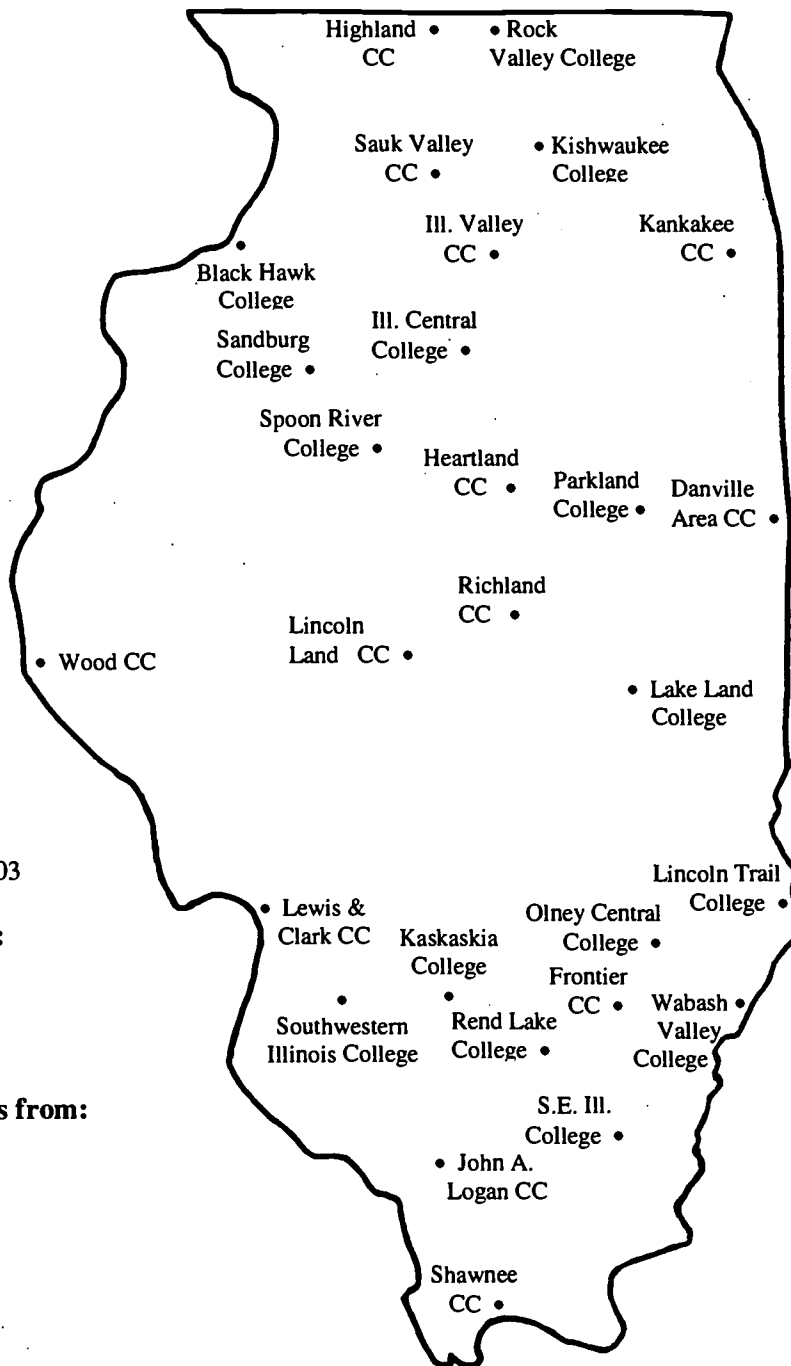 Highland
CC
Rock
Valley College
Sauk Valley
CC
Kishwaukee
College
Ill. Valley
CC
Kankakee
CC
Black Hawk
College
Ill. Central
College
Sandburg
College
Spoon River
College
Heartland
CC
Parkland
College
Danville
Area CC
Richland
CC
Lincoln
Land CC
Wood CC
Lake Land
College
03
Lincoln Trail
College
Lewis &
Clark CC
Olney Central
College
:
Kaskaskia
College
Frontier
CC
Wabash
Valley
College
Southwestern
Illinois College
Rend Lake
College
s from:
S.E. Ill.
College
John A.
Logan CC
Shawnee
CC